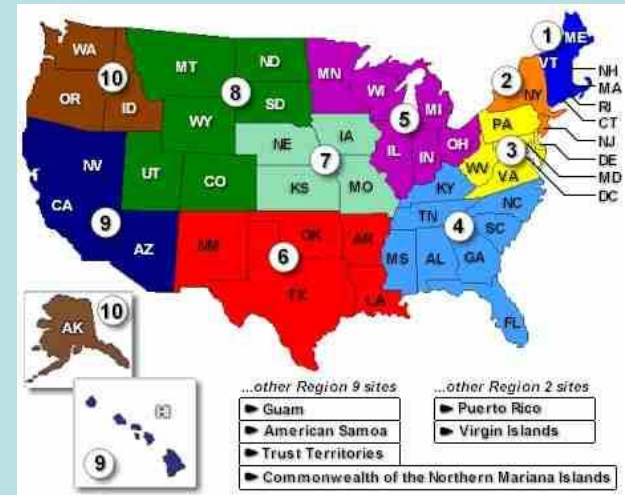 1
ME
WA
MT
ND
VT
MN
NH
10
2
MA
OR
ID
8
WI
NY
RI
SD
MI
CT
WY
5
PA
NJ
IA
NE
7
IL
IN
OH
3
DE
NV
WV
MD
UT
CO
VA
DC
KS
MO
KY
CA
NC
9
TN
4
AZ
OK
AR
SC
NM
6
MS
AL
GA
TX
LA
10
FL
AK
...other Region 9 sites
...other Region 2 sites
HI
Guam
Puerto Rico
American Samoa
Virgin Islands
9
Trust Territories
Commonwealth of the Northern Mariana Islands